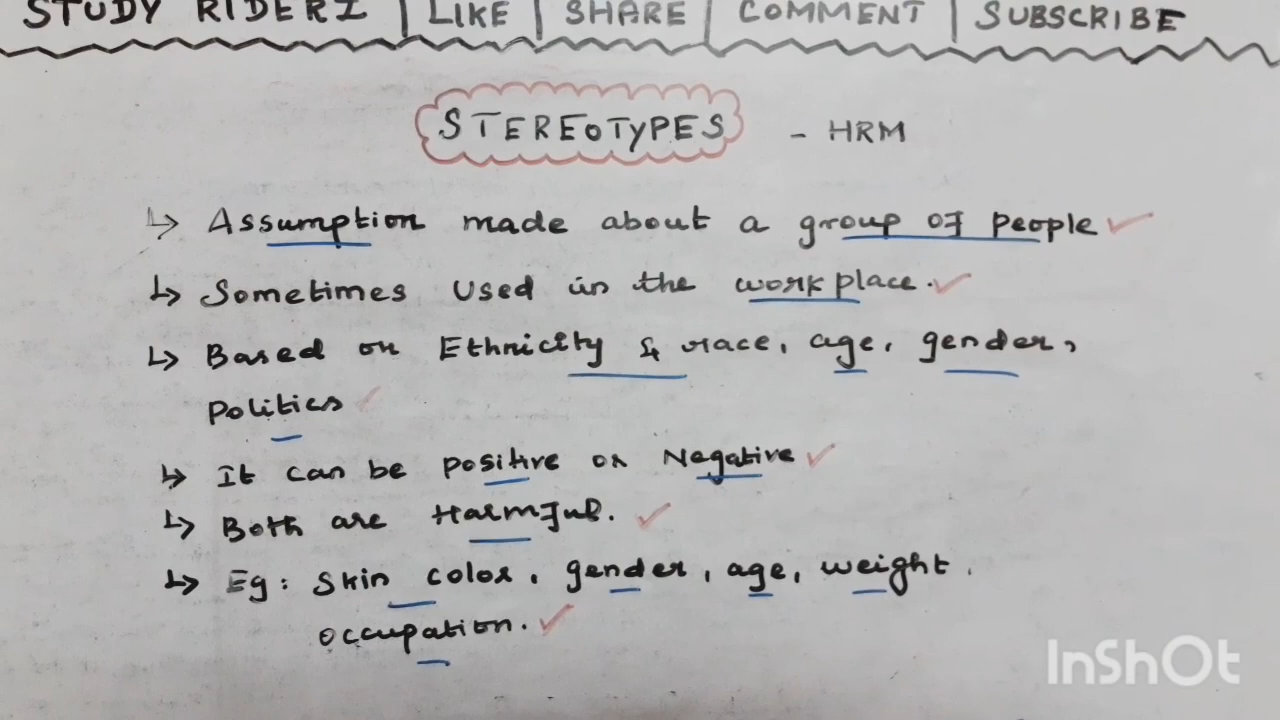 STUDY RIDERZ | LIKE | SHARE | COMMENT | SUBSCRIBE
STEREOTYPES - HRM
↳ Assumption made about a group of people
↳ Sometimes used in the workplace.
↳ Based on Ethnicity & race, age, gender,
politics
↳ It can be positive or Negative
↳ Both are Harmful.
↳ Eg: Skin color, gender, age, weight.
occupation.
InShOt